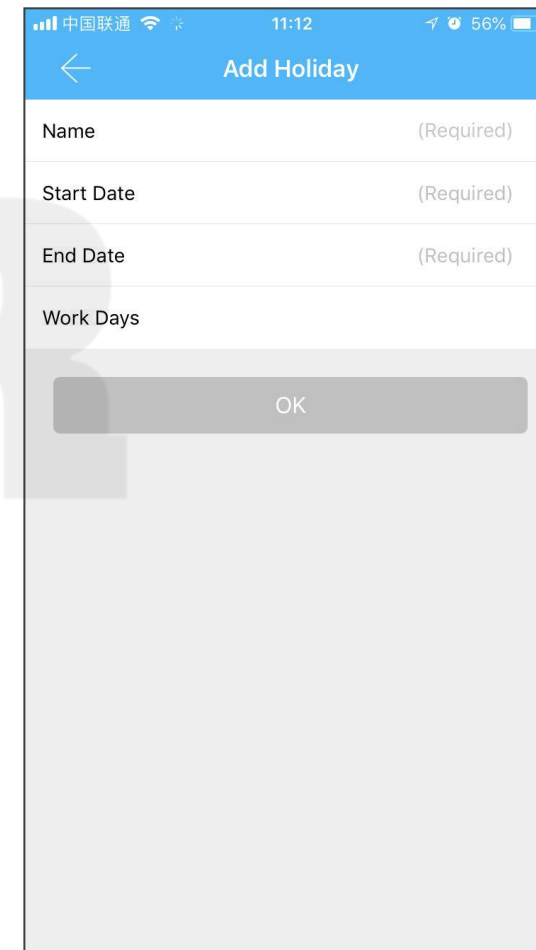 中国联通 11:12 56%
Add Holiday
Name (Required)
Start Date (Required)
End Date (Required)
Work Days
OK
R